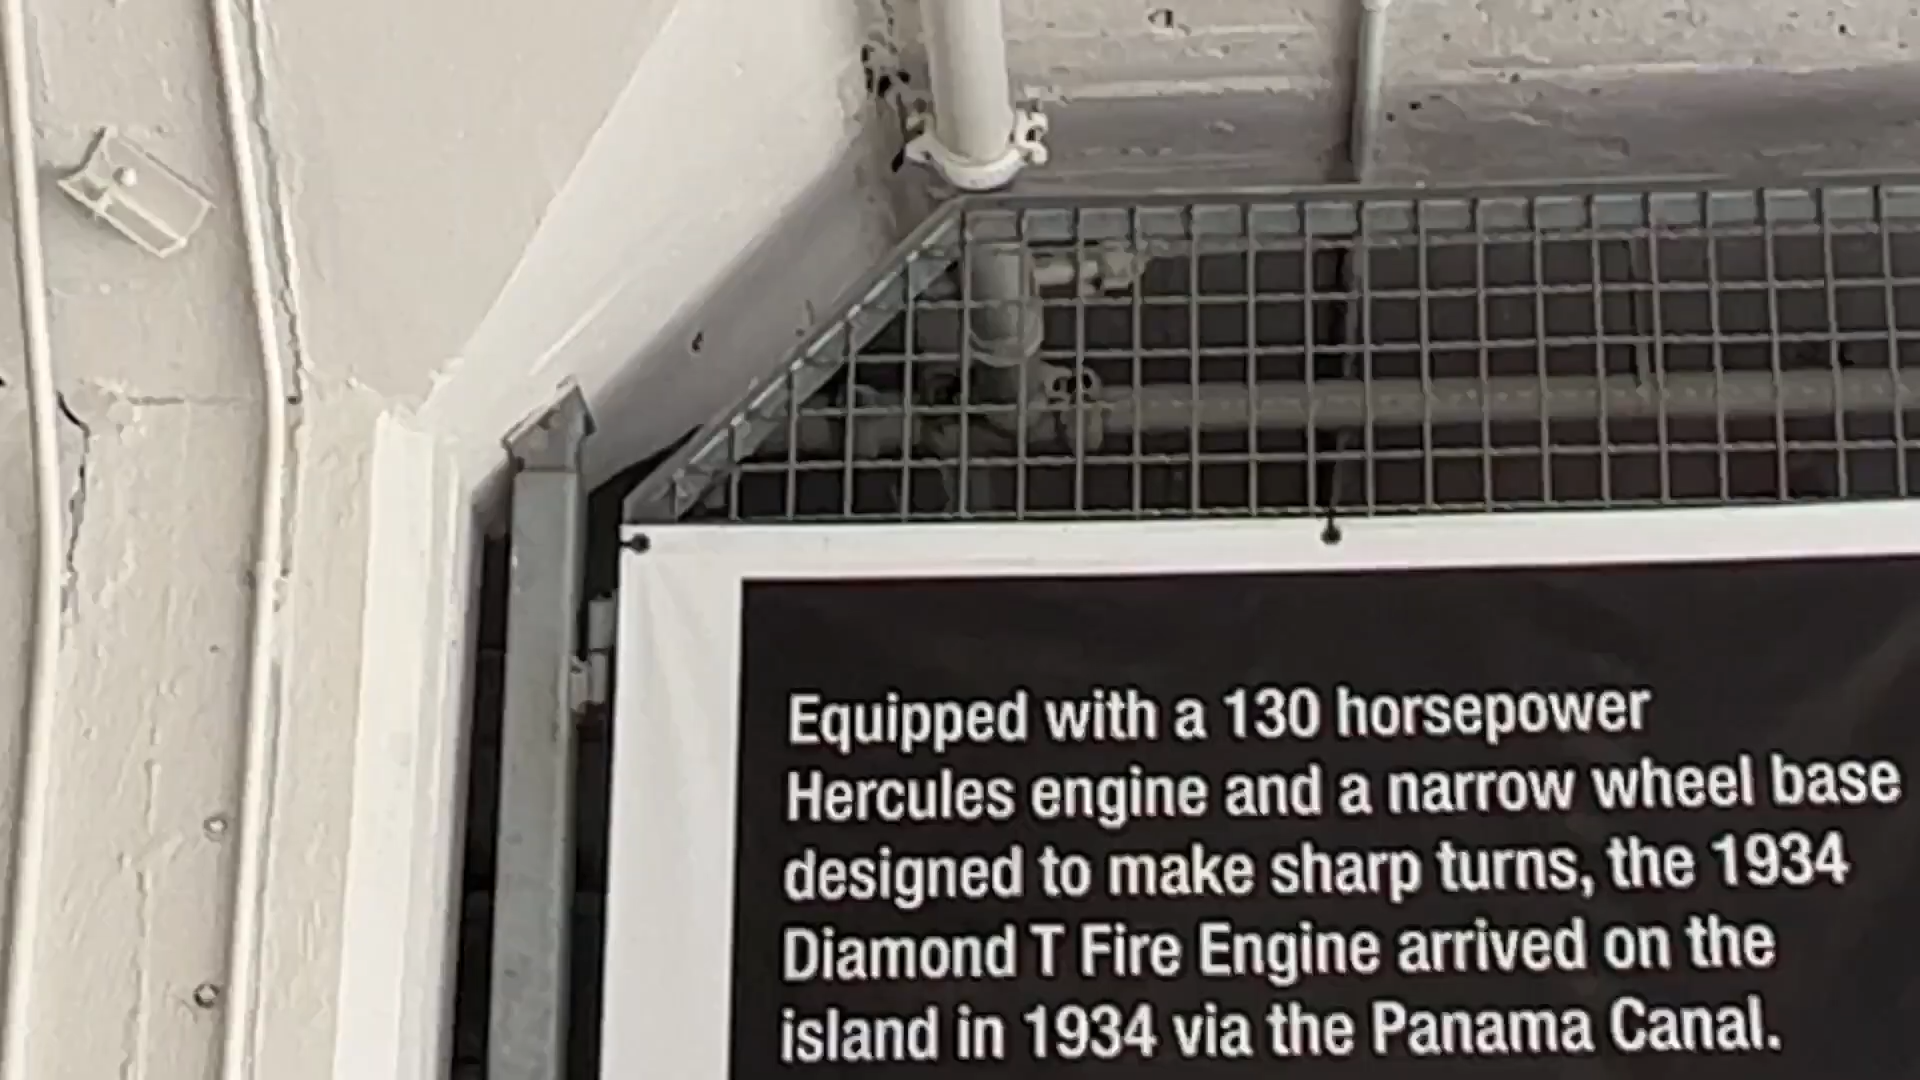 Equipped with a 130 horsepower
Hercules engine and a narrow wheel base
designed to make sharp turns, the 1934
Diamond T Fire Engine arrived on the
island in 1934 via the Panama Canal.